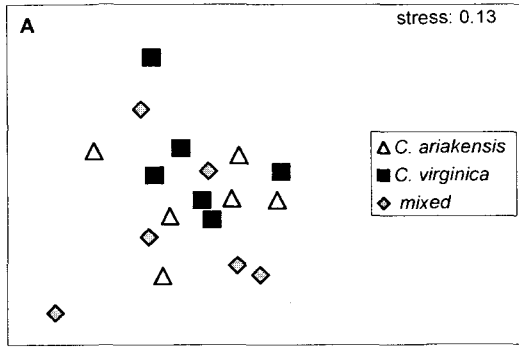 A
stress: 0.13
C. ariakensis
C. virginica
mixed